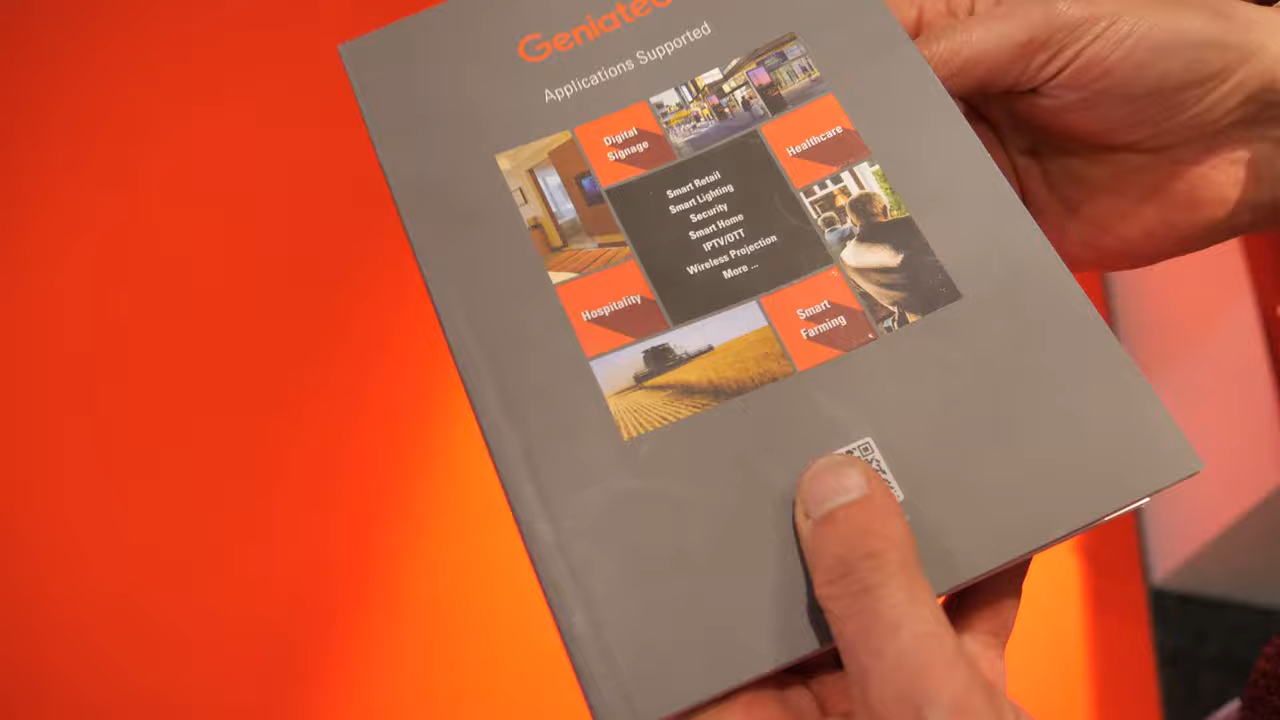 Geniatec
Applications Supported
Digital
Signage
Healthcare
Smart Retail
Smart Lighting
Security
Smart Home
IPTV/OTT
Wireless Projection
More ...
Hospitality
Smart
Farming